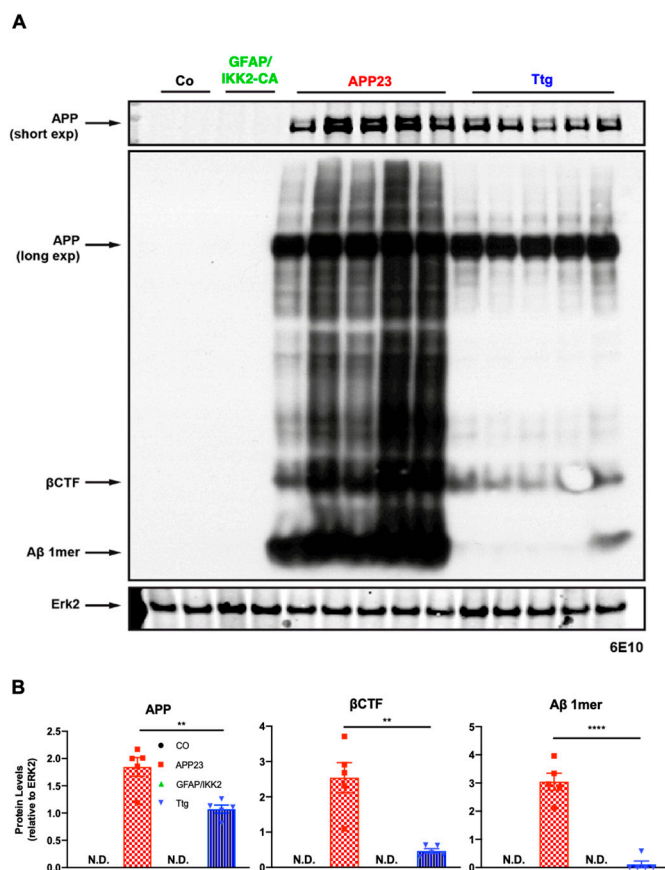 A
Co
GFAP/
IKK2-CA
APP23
Ttg
APP
(short exp)
APP
(long exp)
βCTF
Aβ 1mer
Erk2
6E10
B
APP
Protein Levels
(relative to ERK2)
2.5
2.0
1.5
1.0
0.5
0.0
**
CO
APP23
GFAP/IKK2
Ttg
N.D.
N.D.
βCTF
6
4
2
0
**
N.D.
N.D.
Aβ 1mer
5
4
3
2
1
0
****
N.D.
N.D.